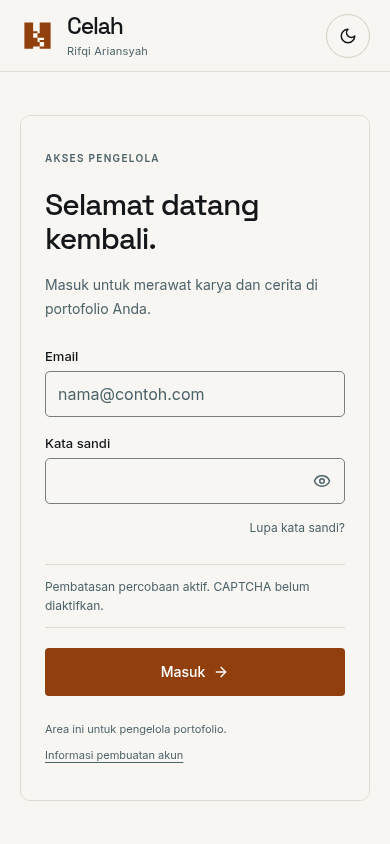 Celah
Rifqi Ariansyah
AKSES PENGELOLA
Selamat datang
kembali.
Masuk untuk merawat karya dan cerita di
portofolio Anda.
Email
nama@contoh.com
Kata sandi
Lupa kata sandi?
Pembatasan percobaan aktif. CAPTCHA belum
diaktifkan.
Masuk →
Area ini untuk pengelola portofolio.
Informasi pembuatan akun